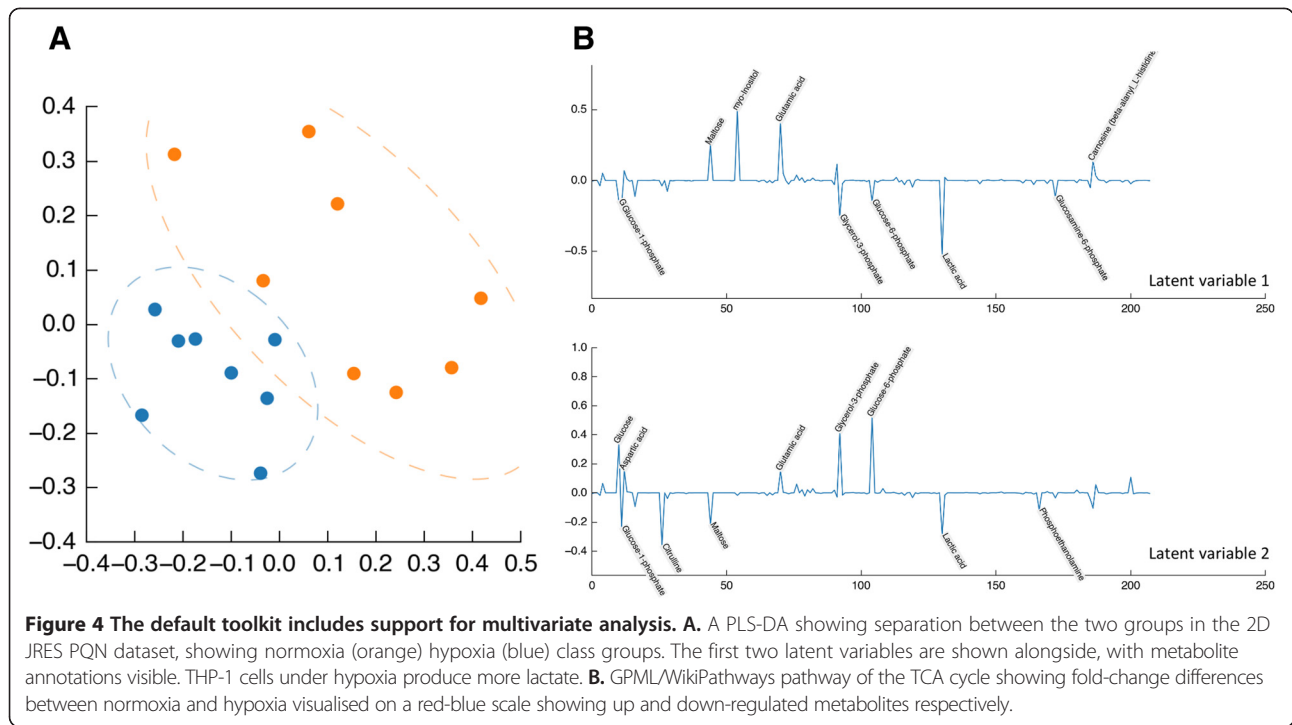 A
0.4
0.3
0.2
0.1
0.0
−0.1
−0.2
−0.3
−0.4
−0.4 −0.3 −0.2 −0.1 0.0 0.1 0.2 0.3 0.4 0.5
B
0.5
0.0
−0.5
G
Glucose-1-phosphate
Maltose
myo-Inositol
Glutamic acid
Glycerol-3-phosphate
Glucose-6-phosphate
Lactic acid
Glucosamine-6-phosphate
Carnosine (beta-alanyl_L-histidine
Latent variable 1
0 50 100 150 200 250
1.0
0.8
0.6
0.4
0.2
0.0
−0.2
−0.4
Glucose
Aspartic acid
Glucose-1-phosphate
Citrulline
Maltose
Glutamic acid
Glycerol-3-phosphate
Glucose-6-phosphate
Lactic acid
Phosphoethanolamine
Latent variable 2
0 50 100 150 200 250
Figure 4 The default toolkit includes support for multivariate analysis. A. A PLS-DA showing separation between the two groups in the 2D
JRES PQN dataset, showing normoxia (orange) hypoxia (blue) class groups. The first two latent variables are shown alongside, with metabolite
annotations visible. THP-1 cells under hypoxia produce more lactate. B. GPML/WikiPathways pathway of the TCA cycle showing fold-change differences
between normoxia and hypoxia visualised on a red-blue scale showing up and down-regulated metabolites respectively.